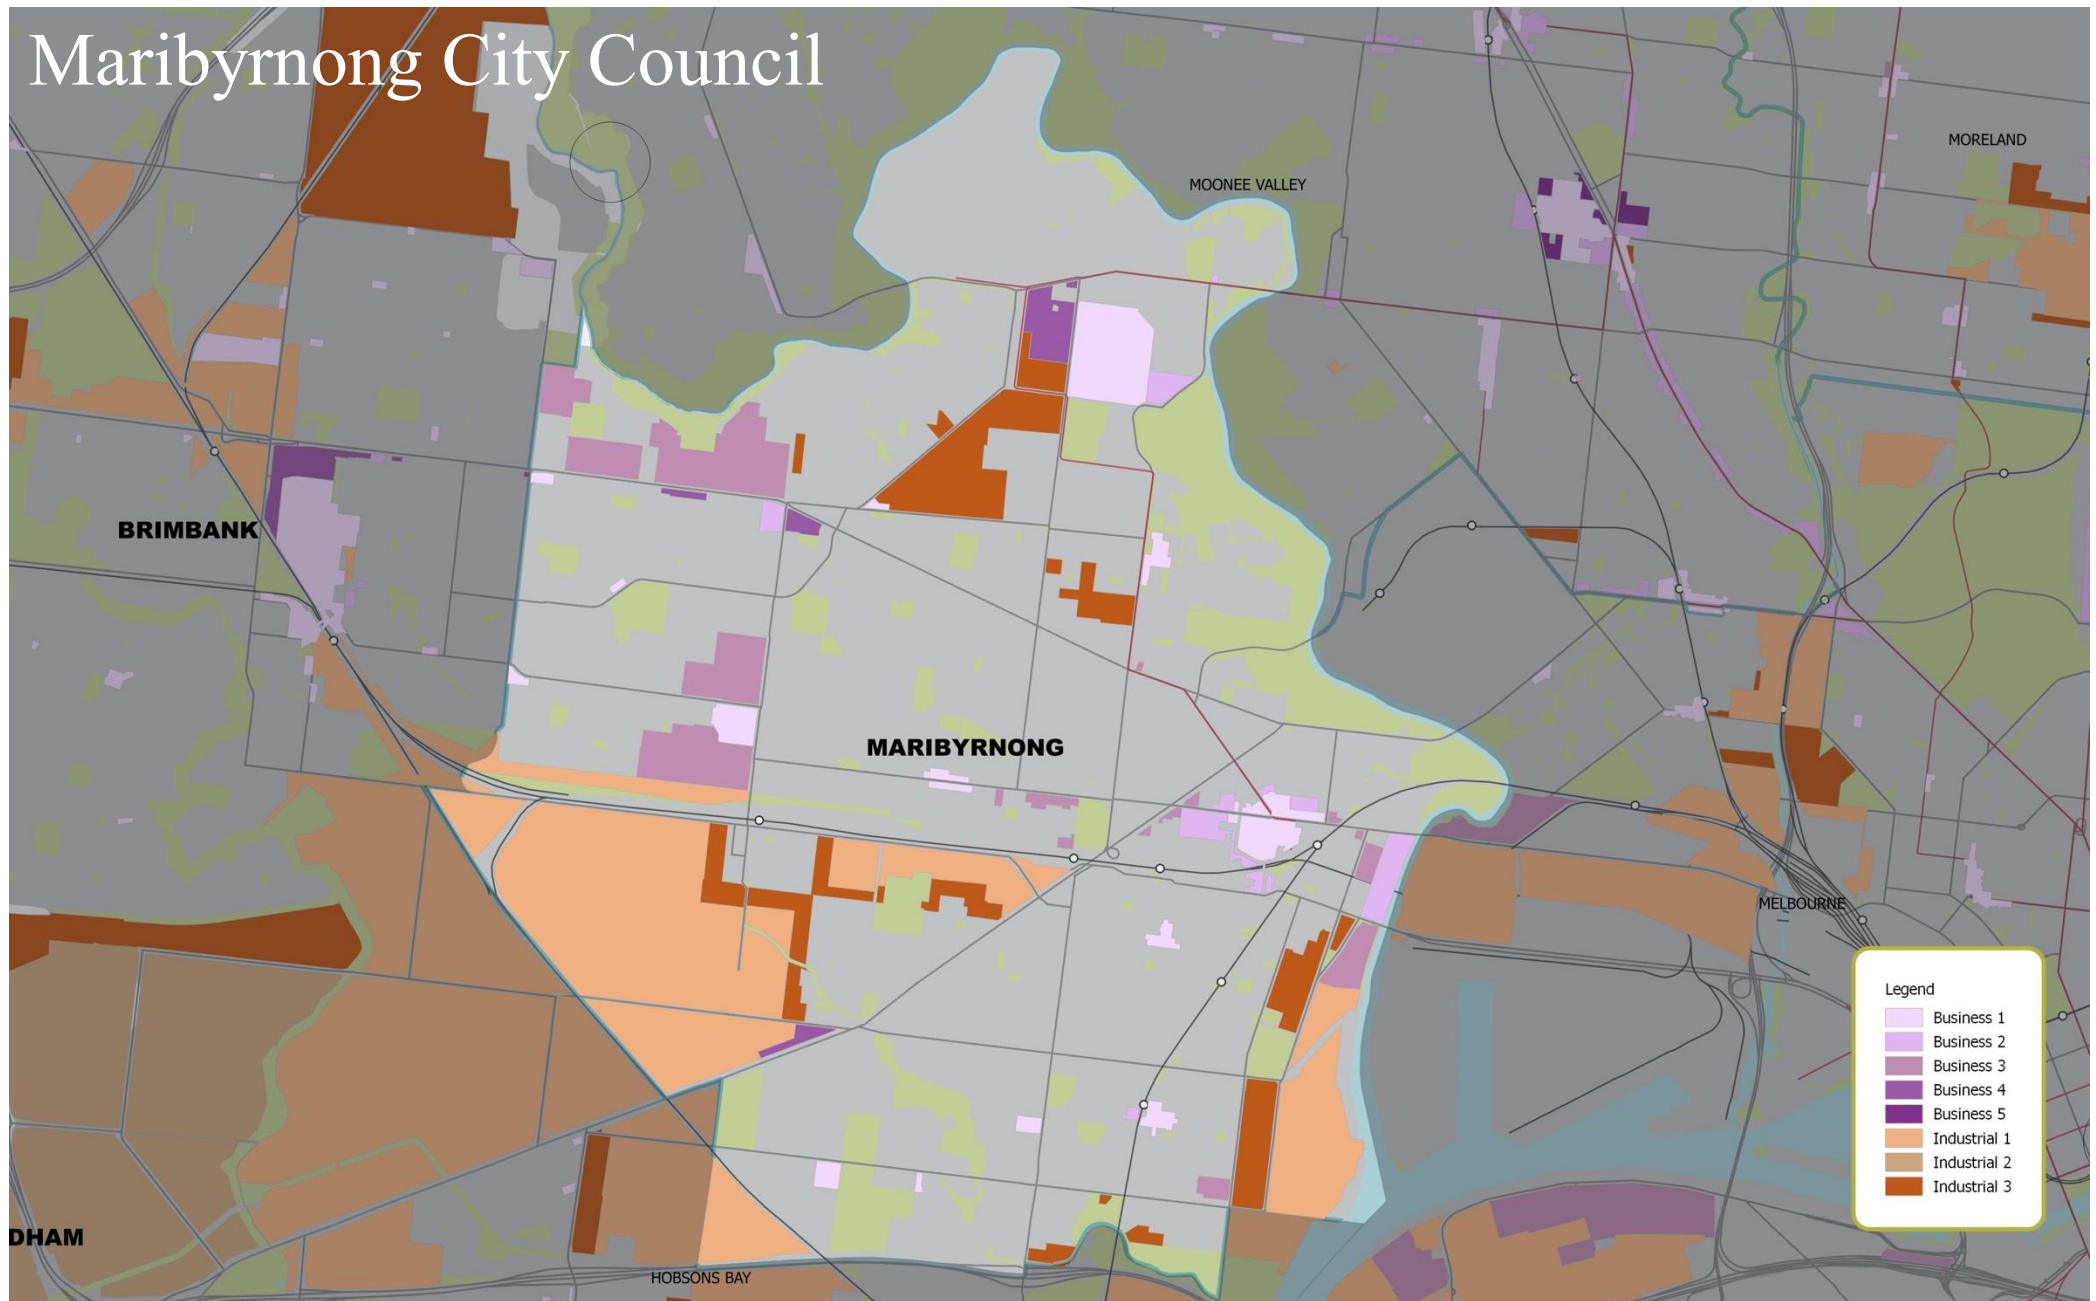 Maribyrnong City Council
MORELAND
MOONEE VALLEY
BRIMBANK
MARIBYRNONG
MELBOURNE
DHAM
HOBSONS BAY
Legend
Business 1
Business 2
Business 3
Business 4
Business 5
Industrial 1
Industrial 2
Industrial 3